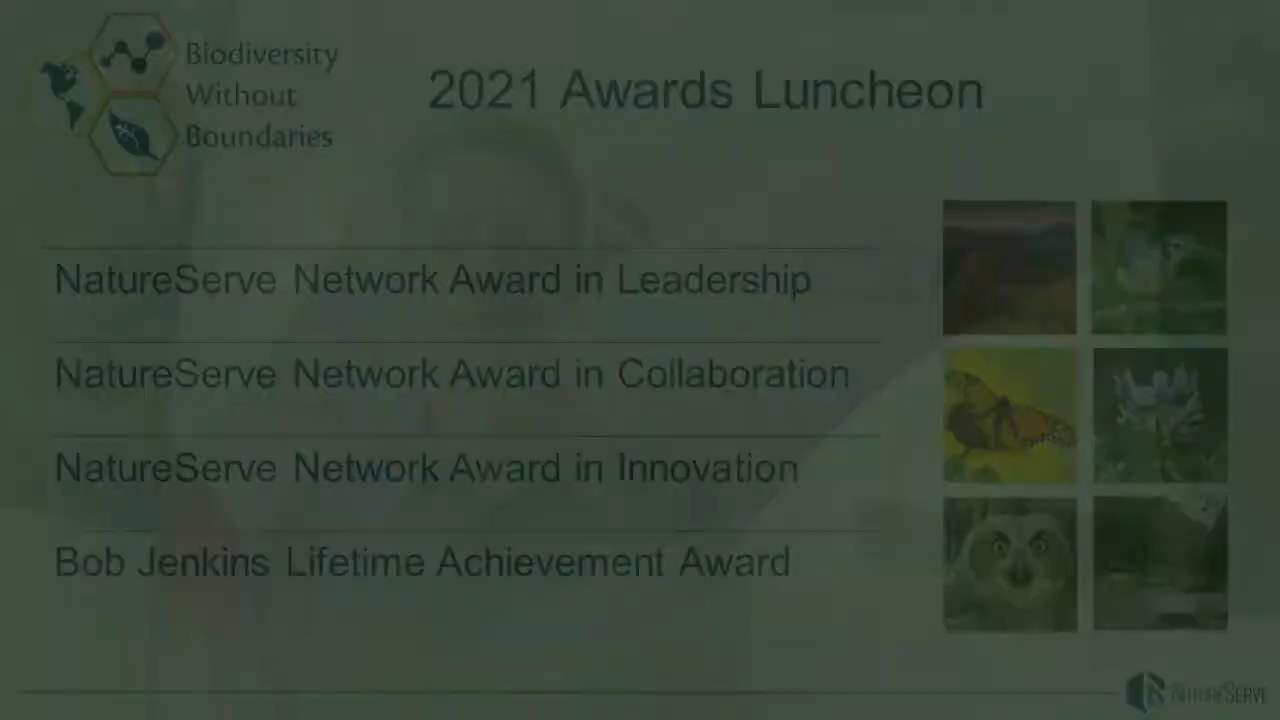 Biodiversity
Without
Boundaries
2021 Awards Luncheon
NatureServe Network Award in Leadership
NatureServe Network Award in Collaboration
NatureServe Network Award in Innovation
Bob Jenkins Lifetime Achievement Award
NATURESERVE